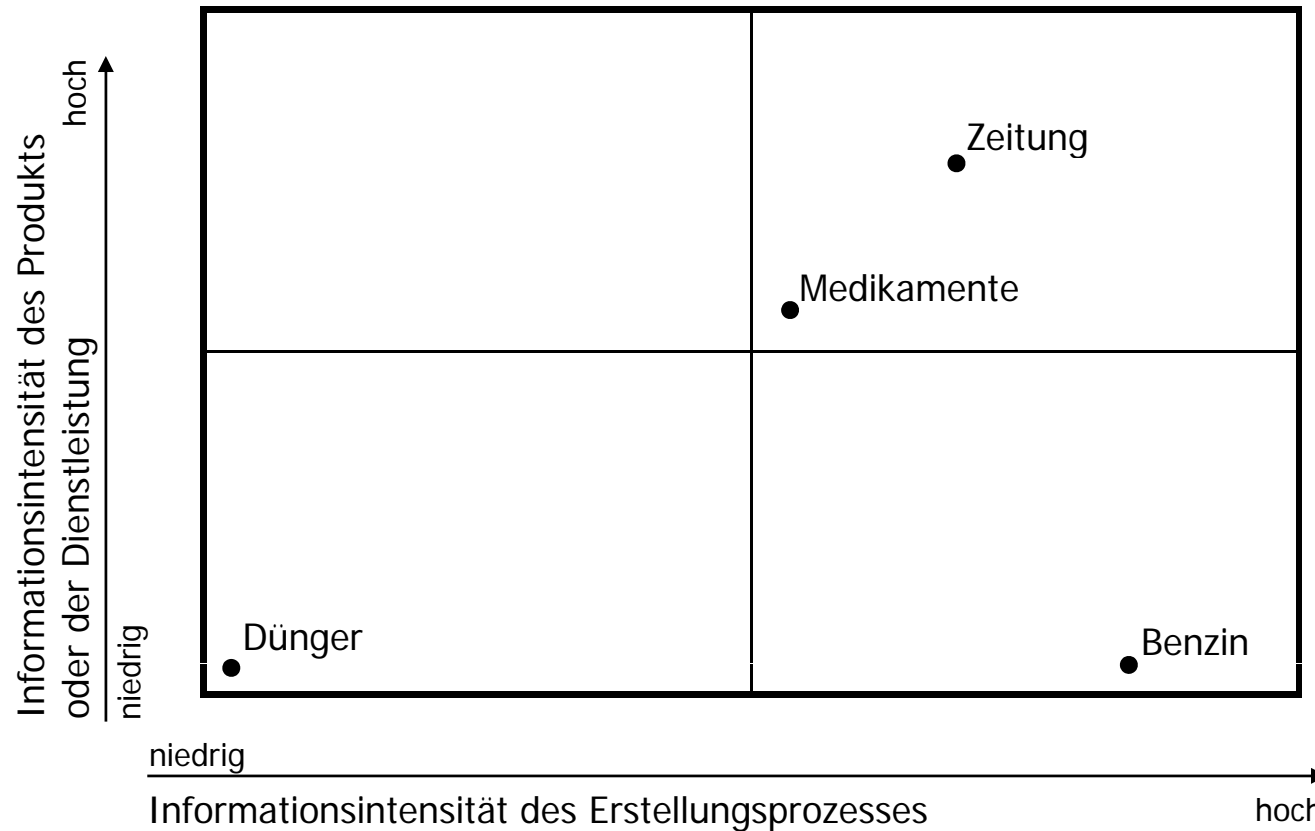 Informationsintensität des Produkts
oder der Dienstleistung
hoch
niedrig
Zeitung
Medikamente
Dünger
Benzin
niedrig
Informationsintensität des Erstellungsprozesses
hoch